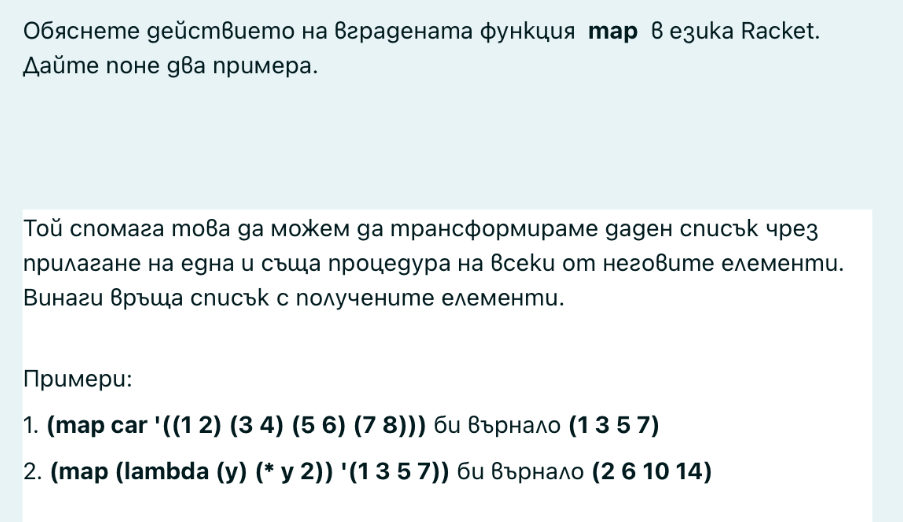 Обяснете действието на вградената функция map в езика Racket.
Дайте поне два примера.
Той спомага това да можем да трансформираме даден списък чрез
прилагане на една и съща процедура на всеки от неговите елементи.
Винаги връща списък с получените елементи.
Примери:
1. (map car '((1 2) (3 4) (5 6) (7 8))) би върнало (1 3 5 7)
2. (map (lambda (y) (* y 2)) '(1 3 5 7)) би върнало (2 6 10 14)